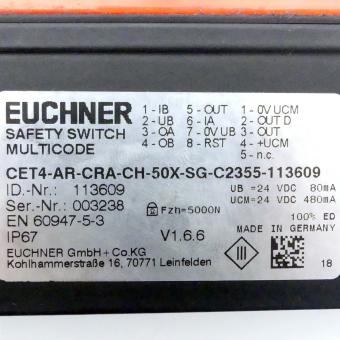 EUCHNER
SAFETY SWITCH
MULTICODE
1 - IB 5 - OUT 1 - 0V UCM
2 - UB 6 - IA 2 - OUT D
3 - OA 7 - 0V UB 3 - OUT
4 - OB 8 - RST 4 - +UCM
5 - n.c.
CET4-AR-CRA-CH-50X-SG-C2355-113609
ID.-Nr.: 113609
UB =24 VDC 80mA
Ser.-Nr.: 003238
Fzh=5000N
UCM=24 VDC 480mA
EN 60947-5-3
100% ED
IP67
V1.6.6
MADE IN GERMANY
EUCHNER GmbH+Co.KG
Kohlhammerstraße 16, 70771 Leinfelden
III
18